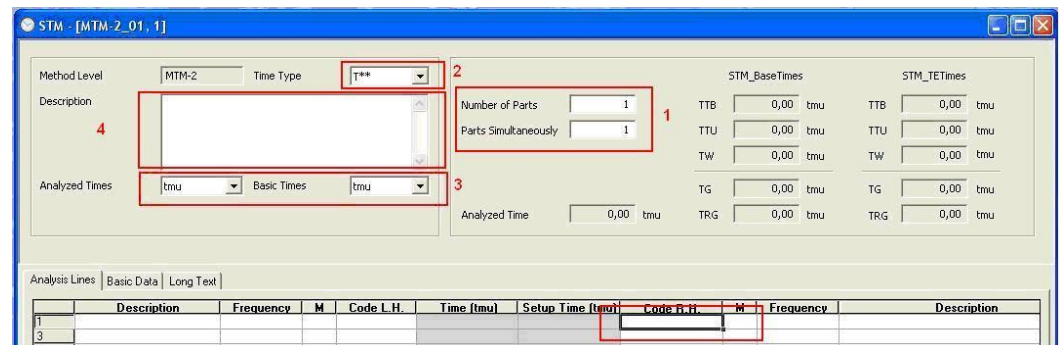 STM - [MTM-2_01, 1]
Method Level MTM-2 Time Type T** 2
STM_BaseTimes STM_TETimes
Description
4
Number of Parts 1
Parts Simultaneously 1
1
TTB 0,00 tmu TTB 0,00 tmu
TTU 0,00 tmu TTU 0,00 tmu
TW 0,00 tmu TW 0,00 tmu
Analyzed Times tmu Basic Times tmu 3
TG 0,00 tmu TG 0,00 tmu
Analyzed Time 0,00 tmu TRG 0,00 tmu TRG 0,00 tmu
Analysis Lines Basic Data Long Text
Description Frequency M Code L.H. Time (tmu) Setup Time (tmu) Code R.H. M Frequency Description
1
3